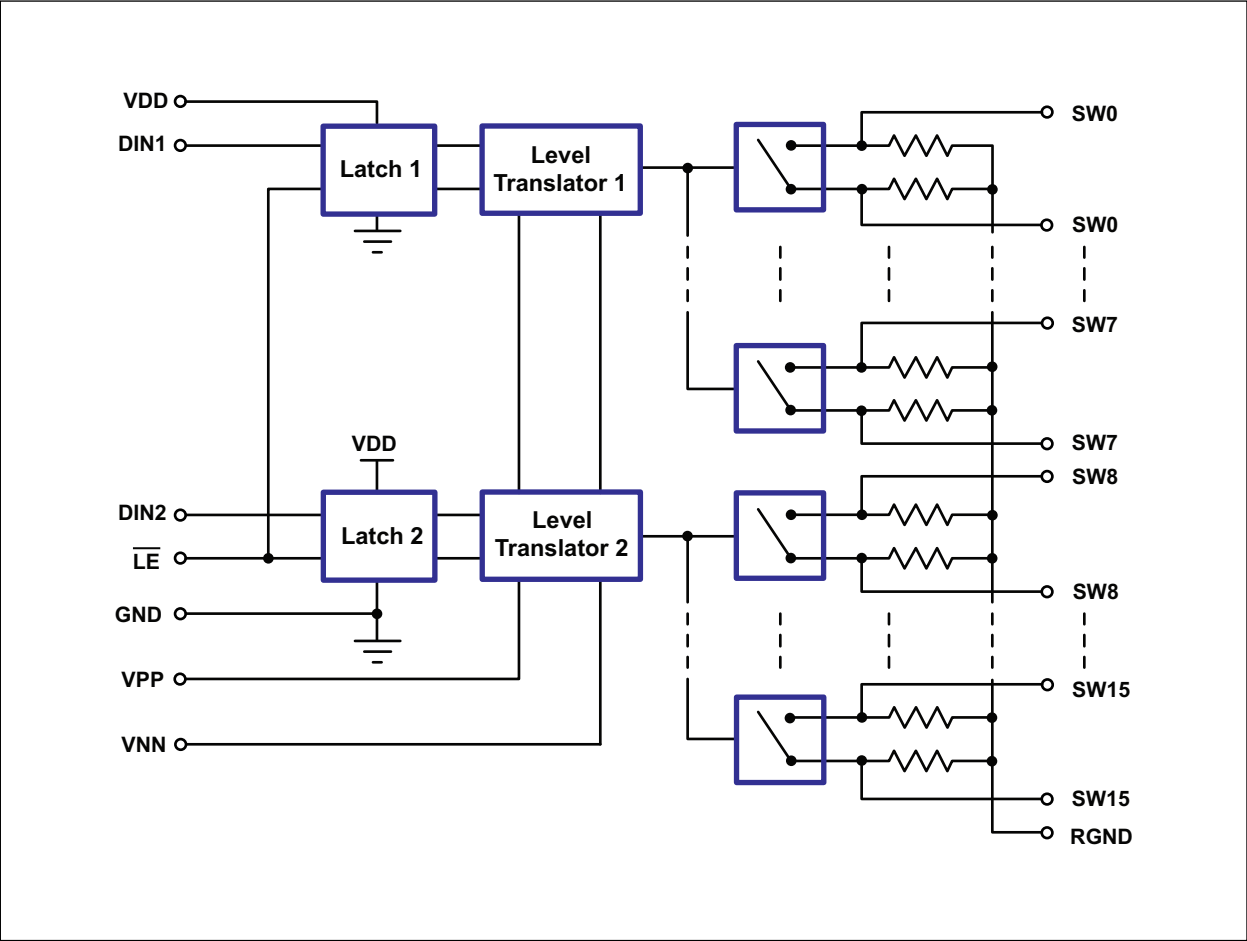 VDD
DIN1
Latch 1
Level
Translator 1
SW0
SW0
SW7
SW7
VDD
DIN2
LE
Latch 2
Level
Translator 2
SW8
SW8
GND
VPP
VNN
SW15
SW15
RGND